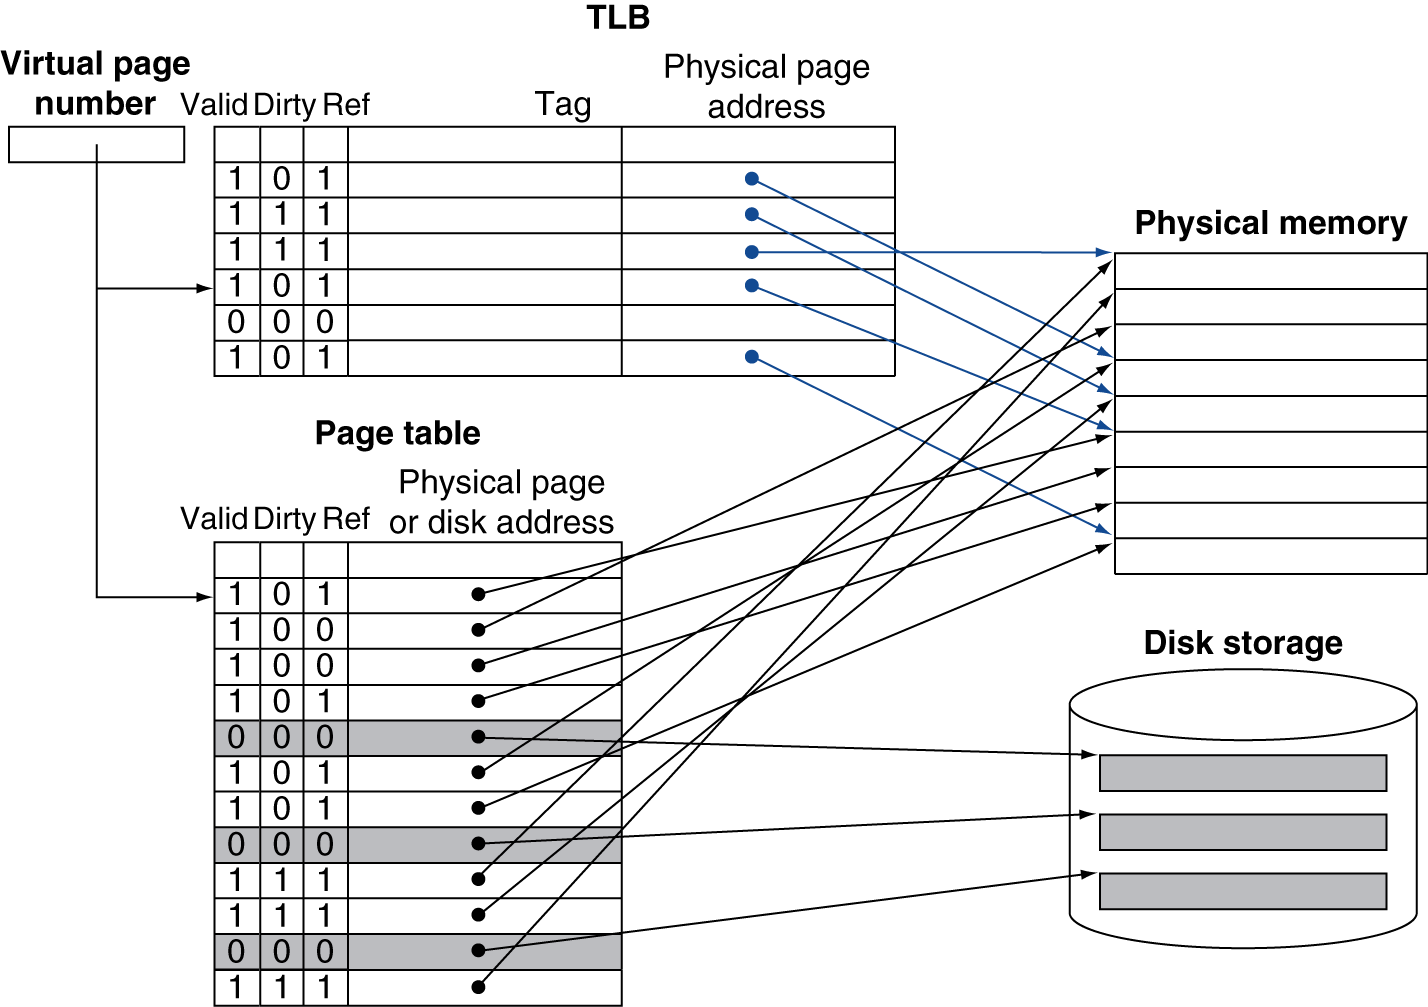 TLB
Virtual page
number
Valid Dirty Ref
Tag
Physical page
address
1 0 1
1 1 1
1 1 1
1 0 1
0 0 0
1 0 1
Physical memory
Page table
Physical page
or disk address
Valid Dirty Ref
1 0 1
1 0 0
1 0 0
1 0 1
0 0 0
1 0 1
1 0 1
0 0 0
1 1 1
1 1 1
0 0 0
1 1 1
Disk storage